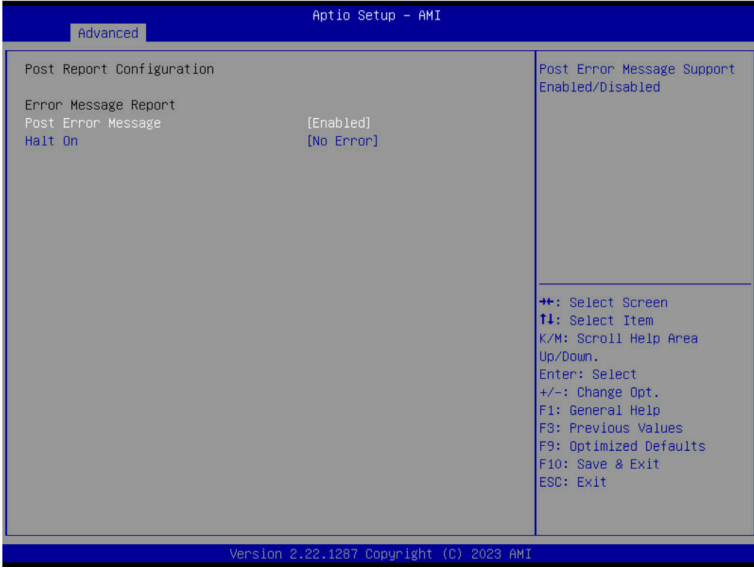 Aptio Setup – AMI
Advanced
Post Report Configuration
Error Message Report
Post Error Message [Enabled]
Halt On [No Error]
Post Error Message Support
Enabled/Disabled
→←: Select Screen
↑↓: Select Item
K/M: Scroll Help Area
Up/Down.
Enter: Select
+/-: Change Opt.
F1: General Help
F3: Previous Values
F9: Optimized Defaults
F10: Save & Exit
ESC: Exit
Version 2.22.1287 Copyright (C) 2023 AMI